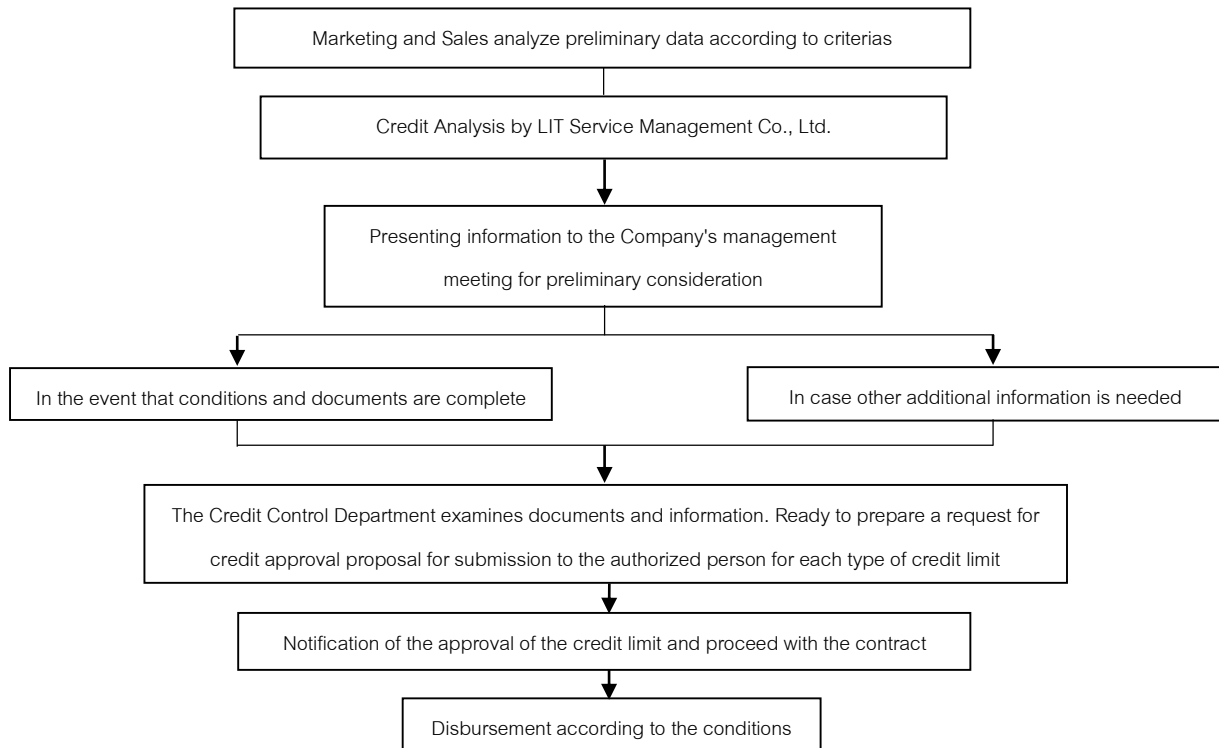 Marketing and Sales analyze preliminary data according to criterias
Credit Analysis by LIT Service Management Co., Ltd.
Presenting information to the Company's management
meeting for preliminary consideration
In the event that conditions and documents are complete
In case other additional information is needed
The Credit Control Department examines documents and information. Ready to prepare a request for
credit approval proposal for submission to the authorized person for each type of credit limit
Notification of the approval of the credit limit and proceed with the contract
Disbursement according to the conditions